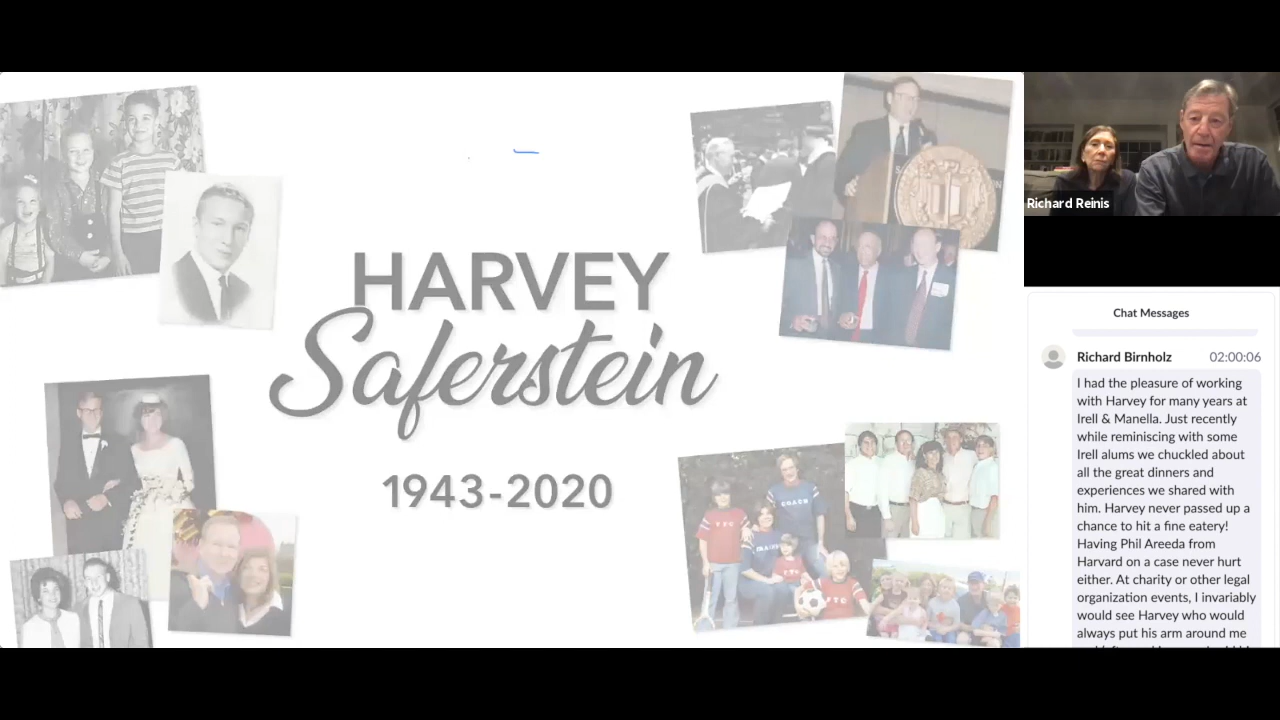 HARVEY
Saferstein
1943-2020
COACH
FTC
Richard Reinis
Chat Messages
Richard Birnholz 02:00:06
I had the pleasure of working
with Harvey for many years at
Irell & Manella. Just recently
while reminiscing with some
Irell alums we chuckled about
all the great dinners and
experiences we shared with
him. Harvey never passed up a
chance to hit a fine eatery!
Having Phil Areeda from
Harvard on a case never hurt
either. At charity or other legal
organization events, I invariably
would see Harvey who would
always put his arm around me